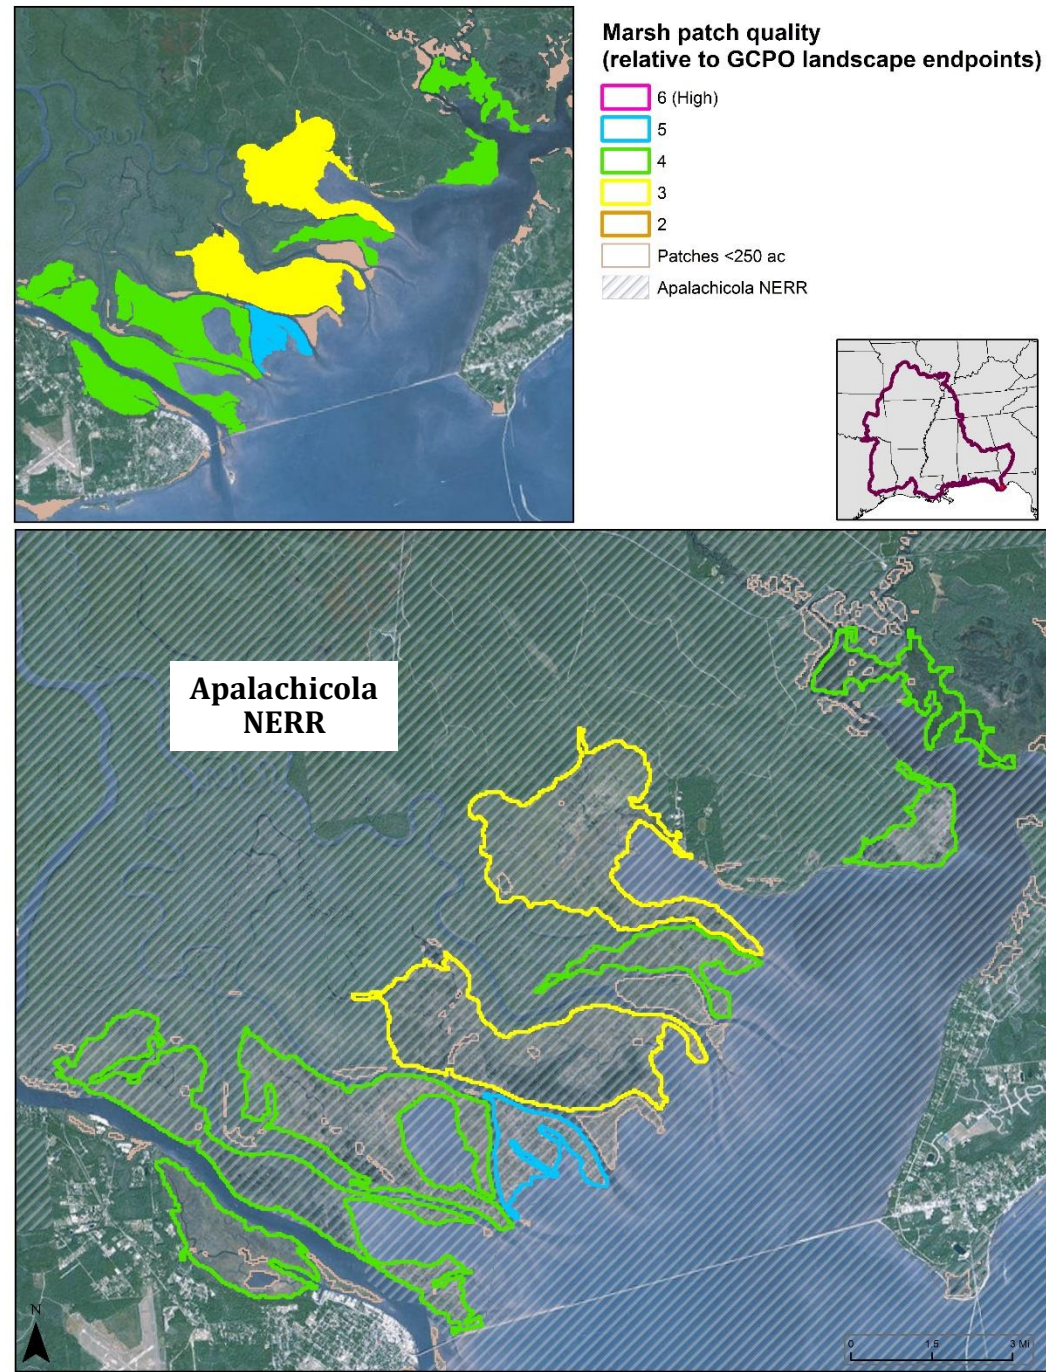 Marsh patch quality
(relative to GCPO landscape endpoints)
6 (High)
5
4
3
2
Patches <250 ac
Apalachicola NERR
Apalachicola
NERR
N
0 1.5 3 Mi